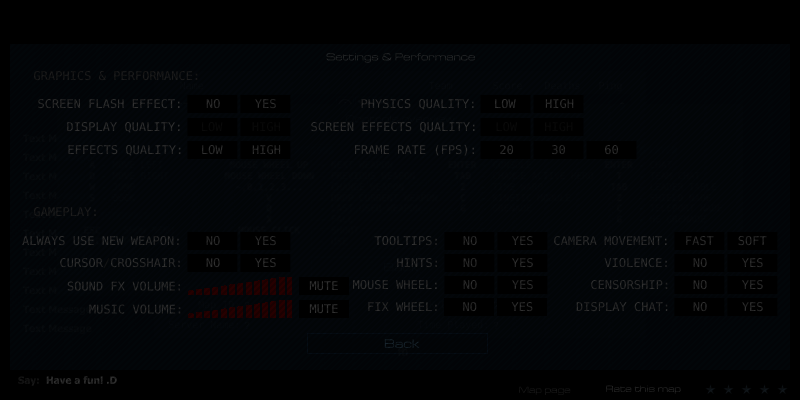 Settings & Performance
GRAPHICS & PERFORMANCE:
SCREEN FLASH EFFECT: NO YES PHYSICS QUALITY: LOW HIGH
DISPLAY QUALITY: LOW HIGH SCREEN EFFECTS QUALITY: LOW HIGH
EFFECTS QUALITY: LOW HIGH FRAME RATE (FPS): 20 30 60
GAMEPLAY:
ALWAYS USE NEW WEAPON: NO YES TOOLTIPS: NO YES CAMERA MOVEMENT: FAST SOFT
CURSOR/CROSSHAIR: NO YES HINTS: NO YES VIOLENCE: NO YES
SOUND FX VOLUME: MUTE MOUSE WHEEL: NO YES CENSORSHIP: NO YES
MUSIC VOLUME: MUTE FIX WHEEL: NO YES DISPLAY CHAT: NO YES
Back
Say: Have a fun! .D
Map page Rate this map